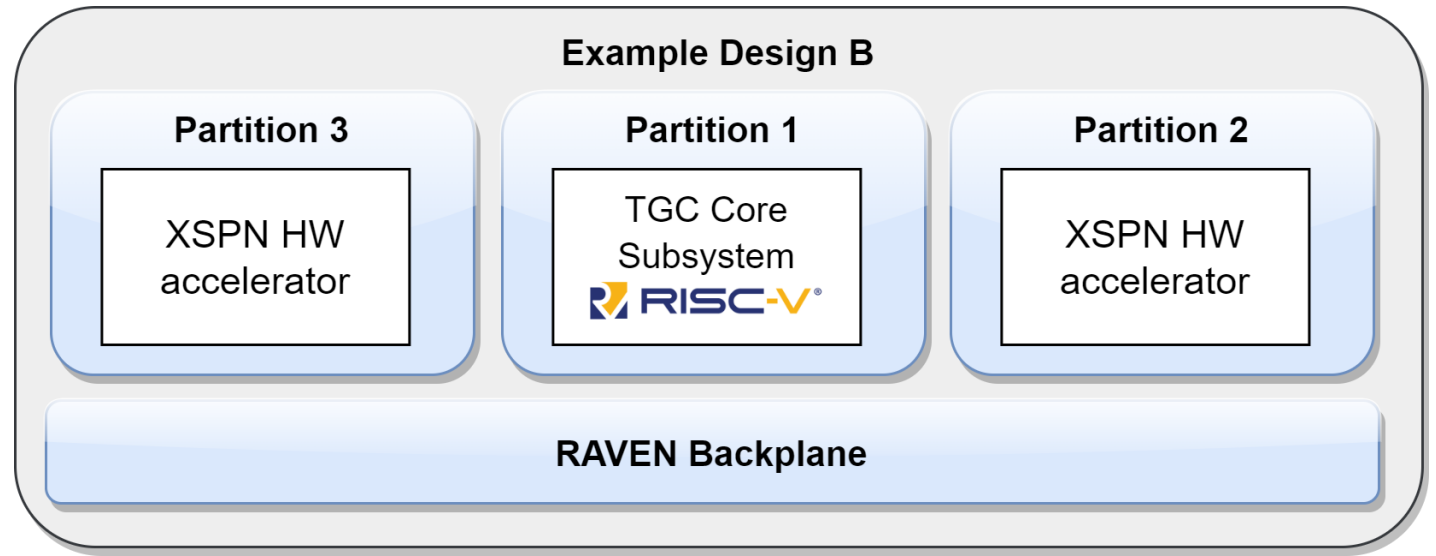 Example Design B
Partition 3
XSPN HW
accelerator
Partition 1
TGC Core
Subsystem
RISC-V®
Partition 2
XSPN HW
accelerator
RAVEN Backplane